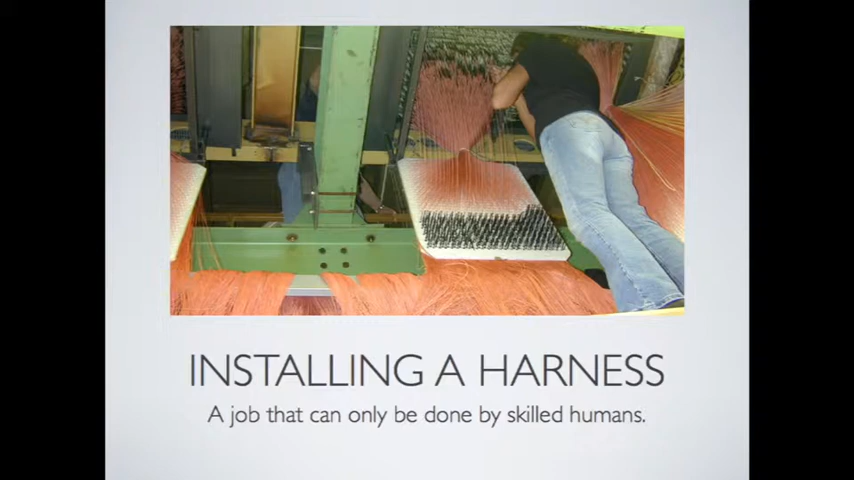 INSTALLING A HARNESS
A job that can only be done by skilled humans.